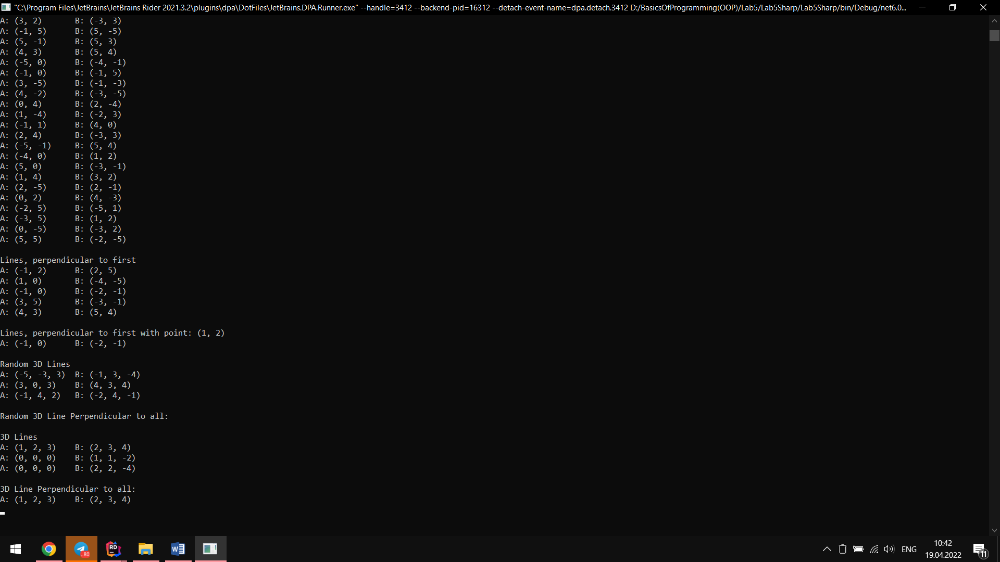 "C:\Program Files\JetBrains\JetBrains Rider 2021.3.2\plugins\dpa\DotFiles\JetBrains.DPA.Runner.exe" --handle=3412 --backend-pid=16312 --detach-event-name=dpa.detach.3412 D:/BasicsOfProgramming(OOP)/Lab5/Lab5Sharp/Lab5Sharp/bin/Debug/net6.0...
A: (3, 2) B: (-3, 3)
A: (-1, 5) B: (5, -5)
A: (5, -1) B: (5, 3)
A: (4, 3) B: (5, 4)
A: (-5, 0) B: (-4, -1)
A: (-1, 0) B: (-1, 5)
A: (3, -5) B: (-1, -3)
A: (4, -2) B: (-3, -5)
A: (0, 4) B: (2, -4)
A: (1, -4) B: (-2, 3)
A: (-1, 1) B: (4, 0)
A: (2, 4) B: (-3, 3)
A: (-5, -1) B: (5, 4)
A: (-4, 0) B: (1, 2)
A: (5, 0) B: (-3, -1)
A: (1, 4) B: (3, 2)
A: (2, -5) B: (2, -1)
A: (0, 2) B: (4, -3)
A: (-2, 5) B: (-5, 1)
A: (-3, 5) B: (1, 2)
A: (0, -5) B: (-3, 2)
A: (5, 5) B: (-2, -5)
Lines, perpendicular to first
A: (-1, 2) B: (2, 5)
A: (1, 0) B: (-4, -5)
A: (-1, 0) B: (-2, -1)
A: (3, 5) B: (-3, -1)
A: (4, 3) B: (5, 4)
Lines, perpendicular to first with point: (1, 2)
A: (-1, 0) B: (-2, -1)
Random 3D Lines
A: (-5, -3, 3) B: (-1, 3, -4)
A: (3, 0, 3) B: (4, 3, 4)
A: (-1, 4, 2) B: (-2, 4, -1)
Random 3D Line Perpendicular to all:
3D Lines
A: (1, 2, 3) B: (2, 3, 4)
A: (0, 0, 0) B: (1, 1, -2)
A: (0, 0, 0) B: (2, 2, -4)
3D Line Perpendicular to all:
A: (1, 2, 3) B: (2, 3, 4)
RD
..80
W
ENG
10:42
19.04.2022
11